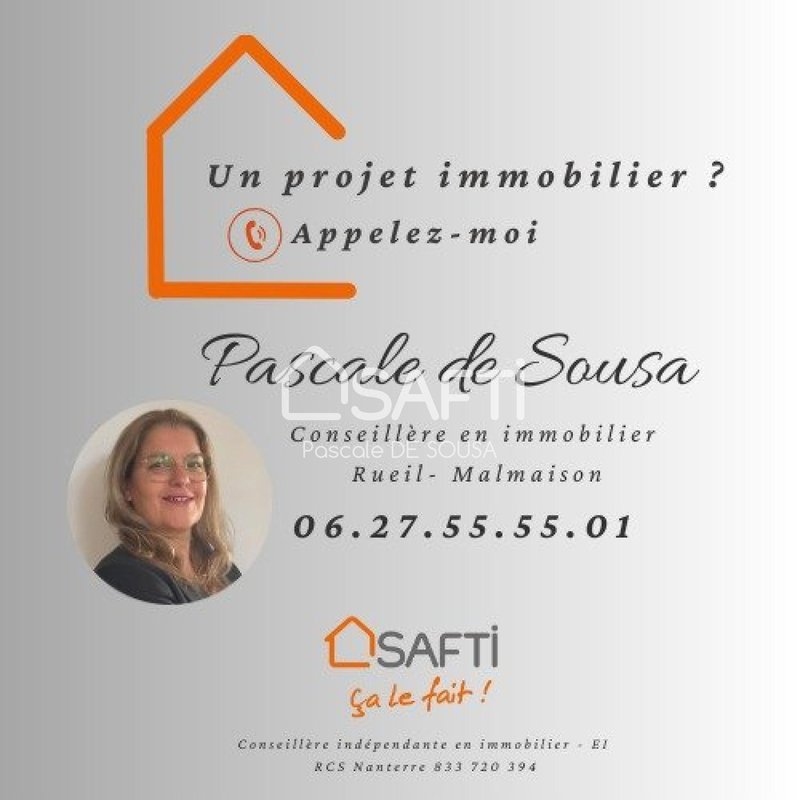 Un projet immobilier ?
Appelez-moi
Pascale de Sousa
SAFTI
Conseillère en immobilier
Pascale DE SOUSA
Rueil- Malmaison
06.27.55.55.01
SAFTI
Ça le fait !
Conseillère indépendante en immobilier - EI
RCS Nanterre 833 720 394